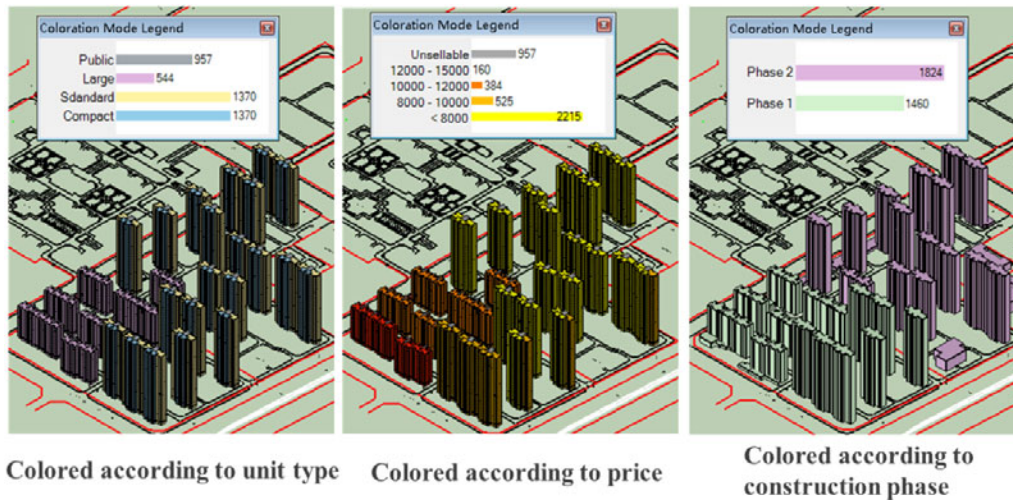 Coloration Mode Legend
Public 957
Large 544
Sdandard 1370
Compact 1370
Coloration Mode Legend
Unsellable 957
12000 - 15000 160
10000 - 12000 384
8000 - 10000 525
< 8000 2215
Coloration Mode Legend
Phase 2 1824
Phase 1 1460
Colored according to unit type
Colored according to price
Colored according to
construction phase